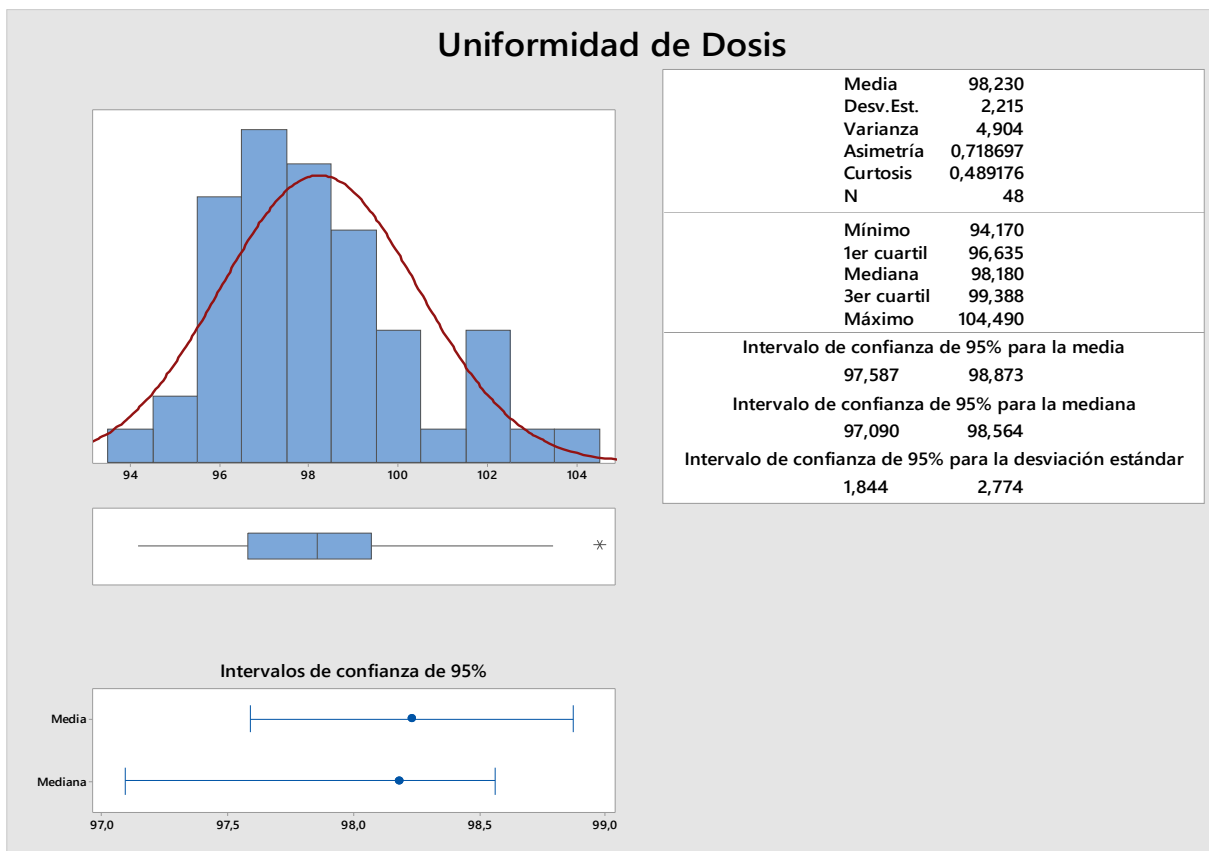 Uniformidad de Dosis
Media 98,230
Desv.Est. 2,215
Varianza 4,904
Asimetría 0,718697
Curtosis 0,489176
N 48
Mínimo 94,170
1er cuartil 96,635
Mediana 98,180
3er cuartil 99,388
Máximo 104,490
Intervalo de confianza de 95% para la media
97,587 98,873
Intervalo de confianza de 95% para la mediana
97,090 98,564
Intervalo de confianza de 95% para la desviación estándar
1,844 2,774
94 96 98 100 102 104
Intervalos de confianza de 95%
Media
Mediana
97,0 97,5 98,0 98,5 99,0